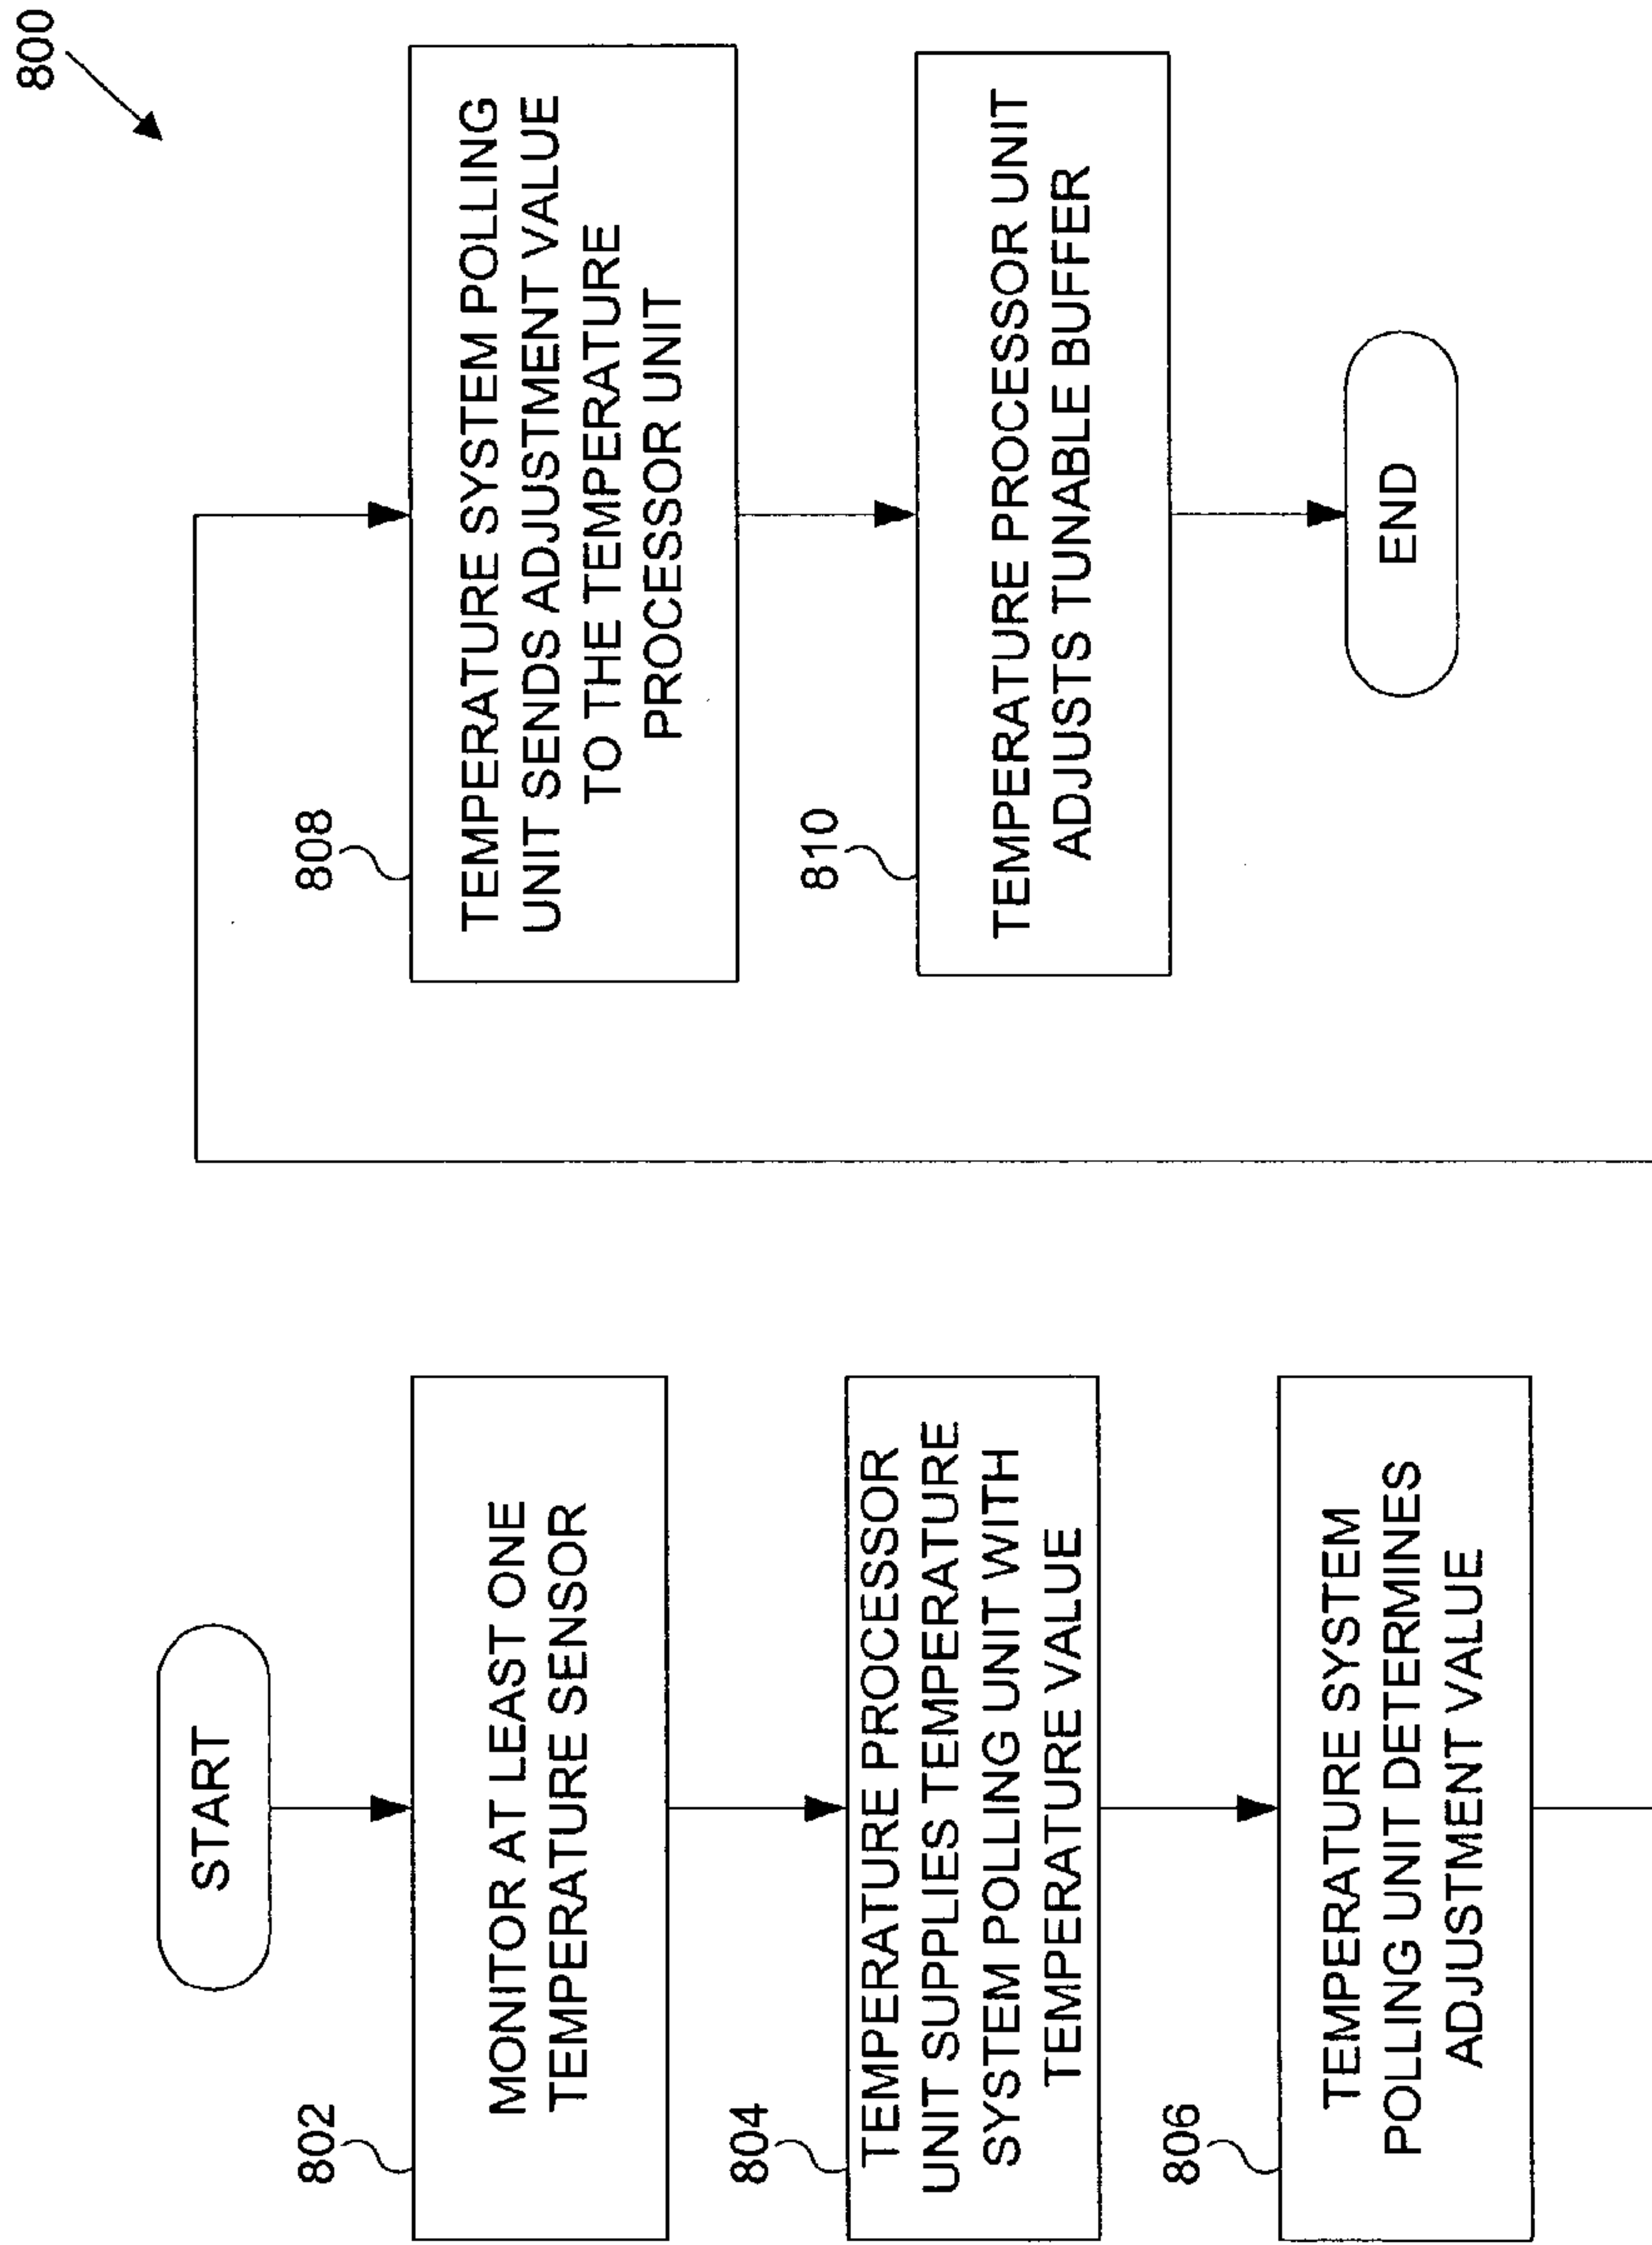 800
START
802
MONITOR AT LEAST ONE
TEMPERATURE SENSOR
804
TEMPERATURE PROCESSOR
UNIT SUPPLIES TEMPERATURE
SYSTEM POLLING UNIT WITH
TEMPERATURE VALUE
806
TEMPERATURE SYSTEM
POLLING UNIT DETERMINES
ADJUSTMENT VALUE
808
TEMPERATURE SYSTEM POLLING
UNIT SENDS ADJUSTMENT VALUE
TO THE TEMPERATURE
PROCESSOR UNIT
810
TEMPERATURE PROCESSOR UNIT
ADJUSTS TUNABLE BUFFER
END